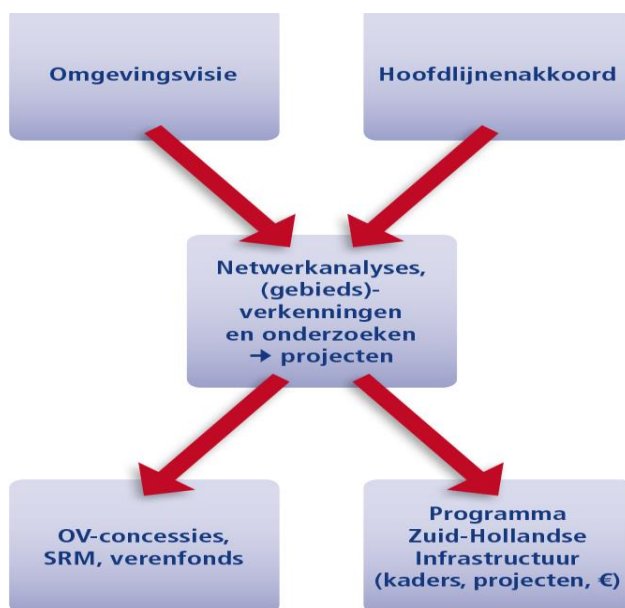 Omgevingsvisie
Hoofdlijnenakkoord
Netwerkanalyses,
(gebieds)-
verkenningen
en onderzoeken
➔ projecten
OV-concessies,
SRM, verenfonds
Programma
Zuid-Hollandse
Infrastructuur
(kaders, projecten, €)